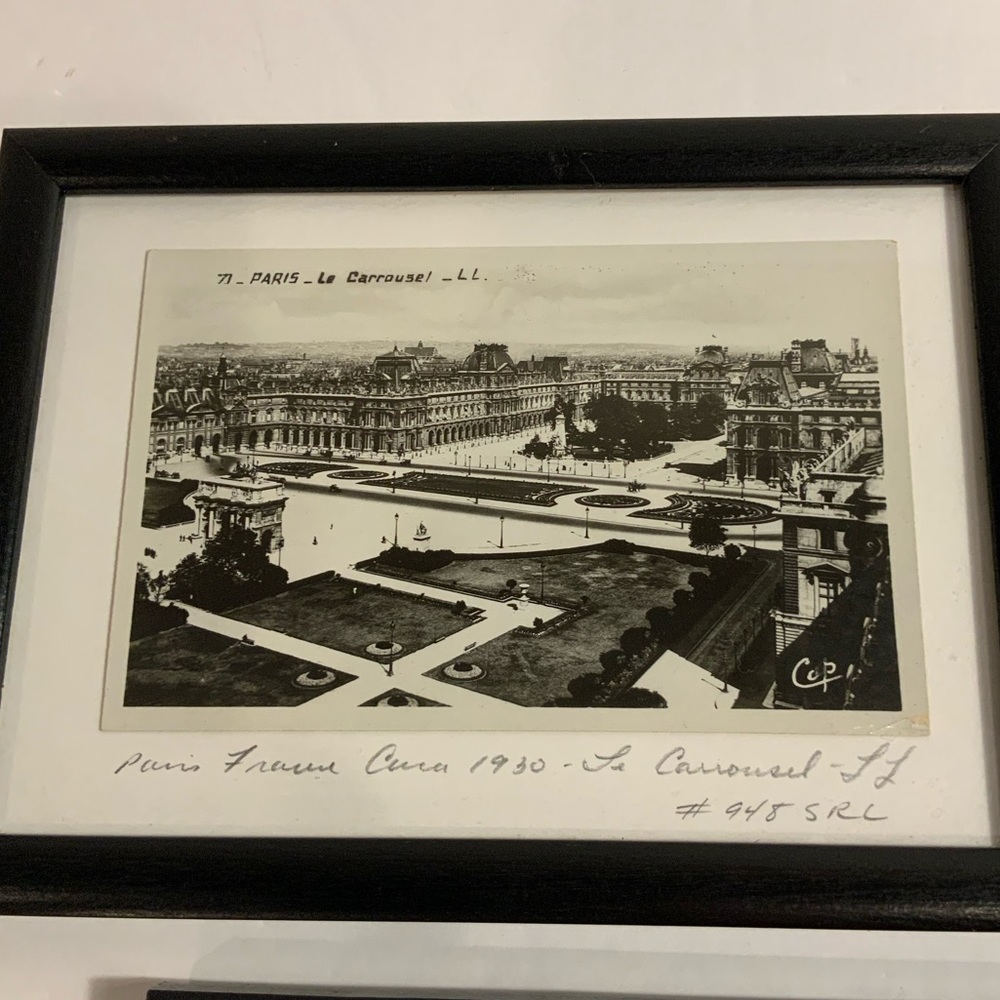 71 - PARIS - Le Carrousel - LL.
Cap
Paris France Circa 1930 - Le Carrousel - LL
# 948 SRL